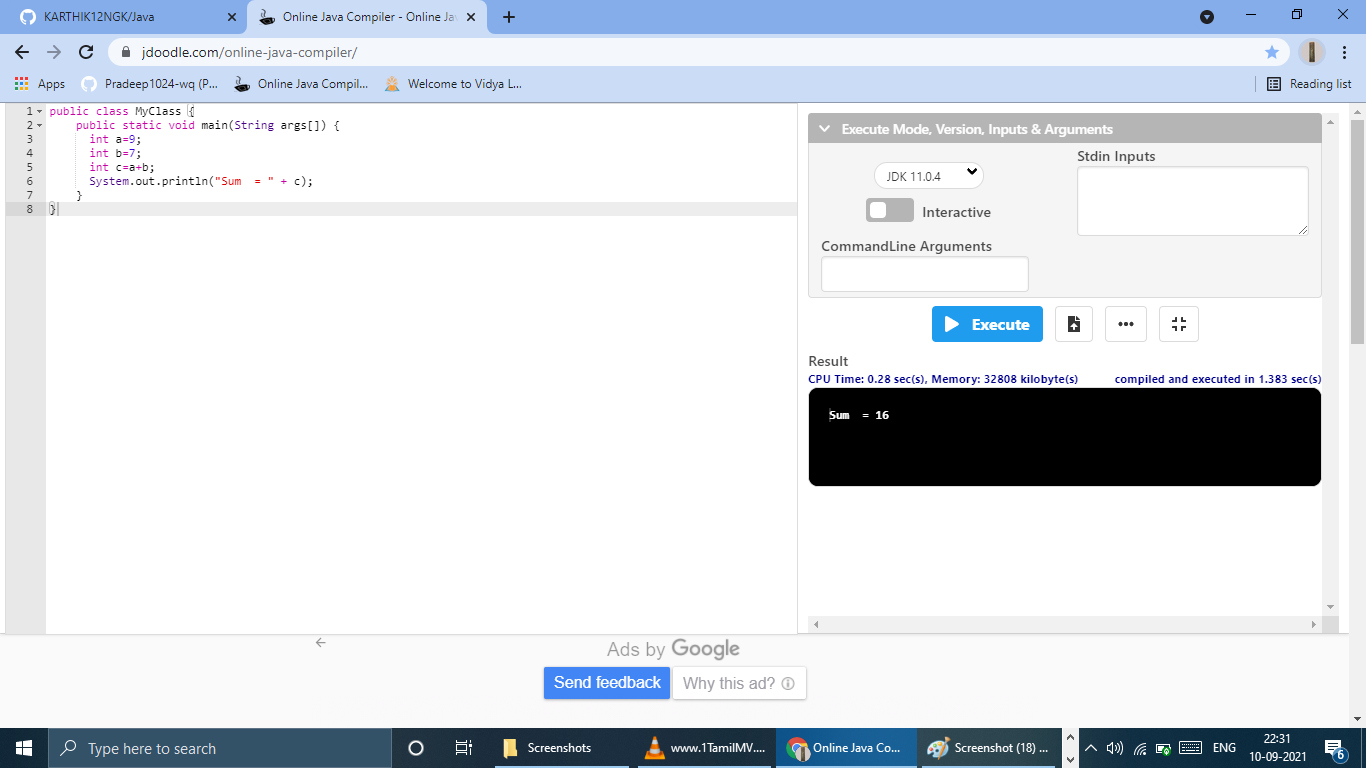 KARTHIK12NGK/Java
Online Java Compiler - Online Ja
jdoodle.com/online-java-compiler/
Apps
Pradeep1024-wq (P...
Online Java Compil...
Welcome to Vidya L...
Reading list
1 public class MyClass {
2 public static void main(String args[]) {
3 int a=9;
4 int b=7;
5 int c=a+b;
6 System.out.println("Sum  = " + c);
7 }
8 }
Execute Mode, Version, Inputs & Arguments
JDK 11.0.4
Interactive
Stdin Inputs
CommandLine Arguments
Execute
Result
CPU Time: 0.28 sec(s), Memory: 32808 kilobyte(s)
compiled and executed in 1.383 sec(s)
Sum  = 16
Ads by Google
Send feedback
Why this ad?
Type here to search
Screenshots
www.1TamilMV....
Online Java Co...
Screenshot (18) ...
ENG
22:31
10-09-2021
6